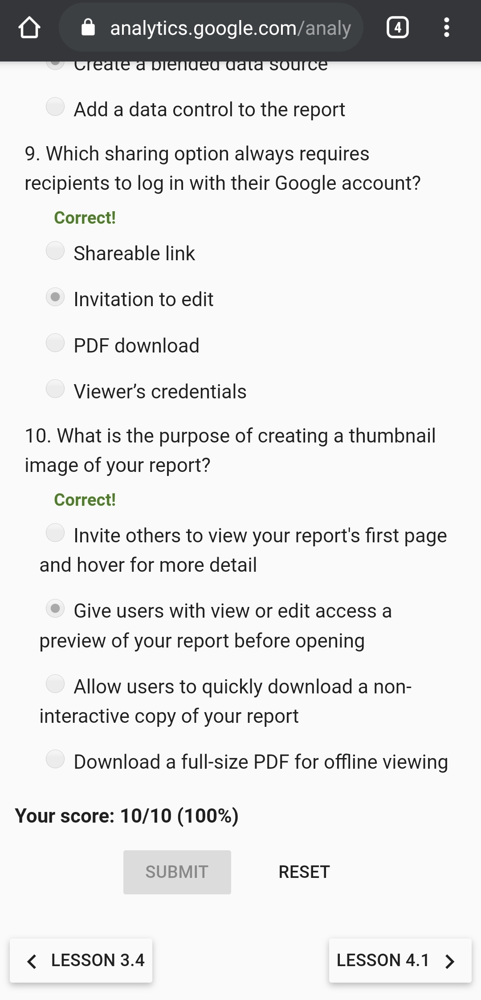 analytics.google.com/analy
4
Create a blended data source
Add a data control to the report
9. Which sharing option always requires
recipients to log in with their Google account?
Correct!
Shareable link
Invitation to edit
PDF download
Viewer’s credentials
10. What is the purpose of creating a thumbnail
image of your report?
Correct!
Invite others to view your report's first page
and hover for more detail
Give users with view or edit access a
preview of your report before opening
Allow users to quickly download a non-
interactive copy of your report
Download a full-size PDF for offline viewing
Your score: 10/10 (100%)
SUBMIT
RESET
LESSON 3.4
LESSON 4.1